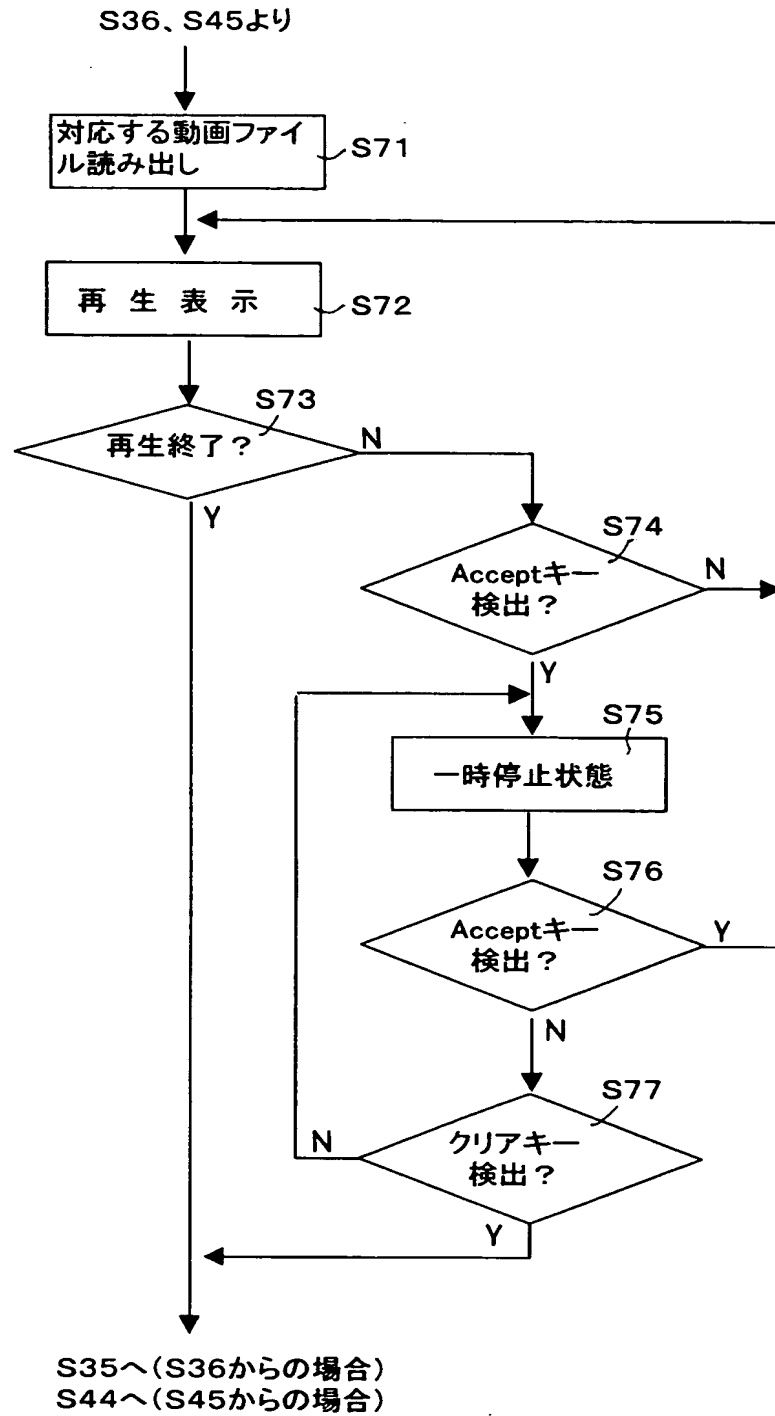 S36、S45より
対応する動画ファイ
ル読み出し
S71
再生表示
S72
S73
再生終了?
N
Y
S74
Acceptキー
検出?
N
Y
S75
一時停止状態
S76
Acceptキー
検出?
Y
N
S77
クリアキー
検出?
N
Y
S35へ(S36からの場合)
S44へ(S45からの場合)